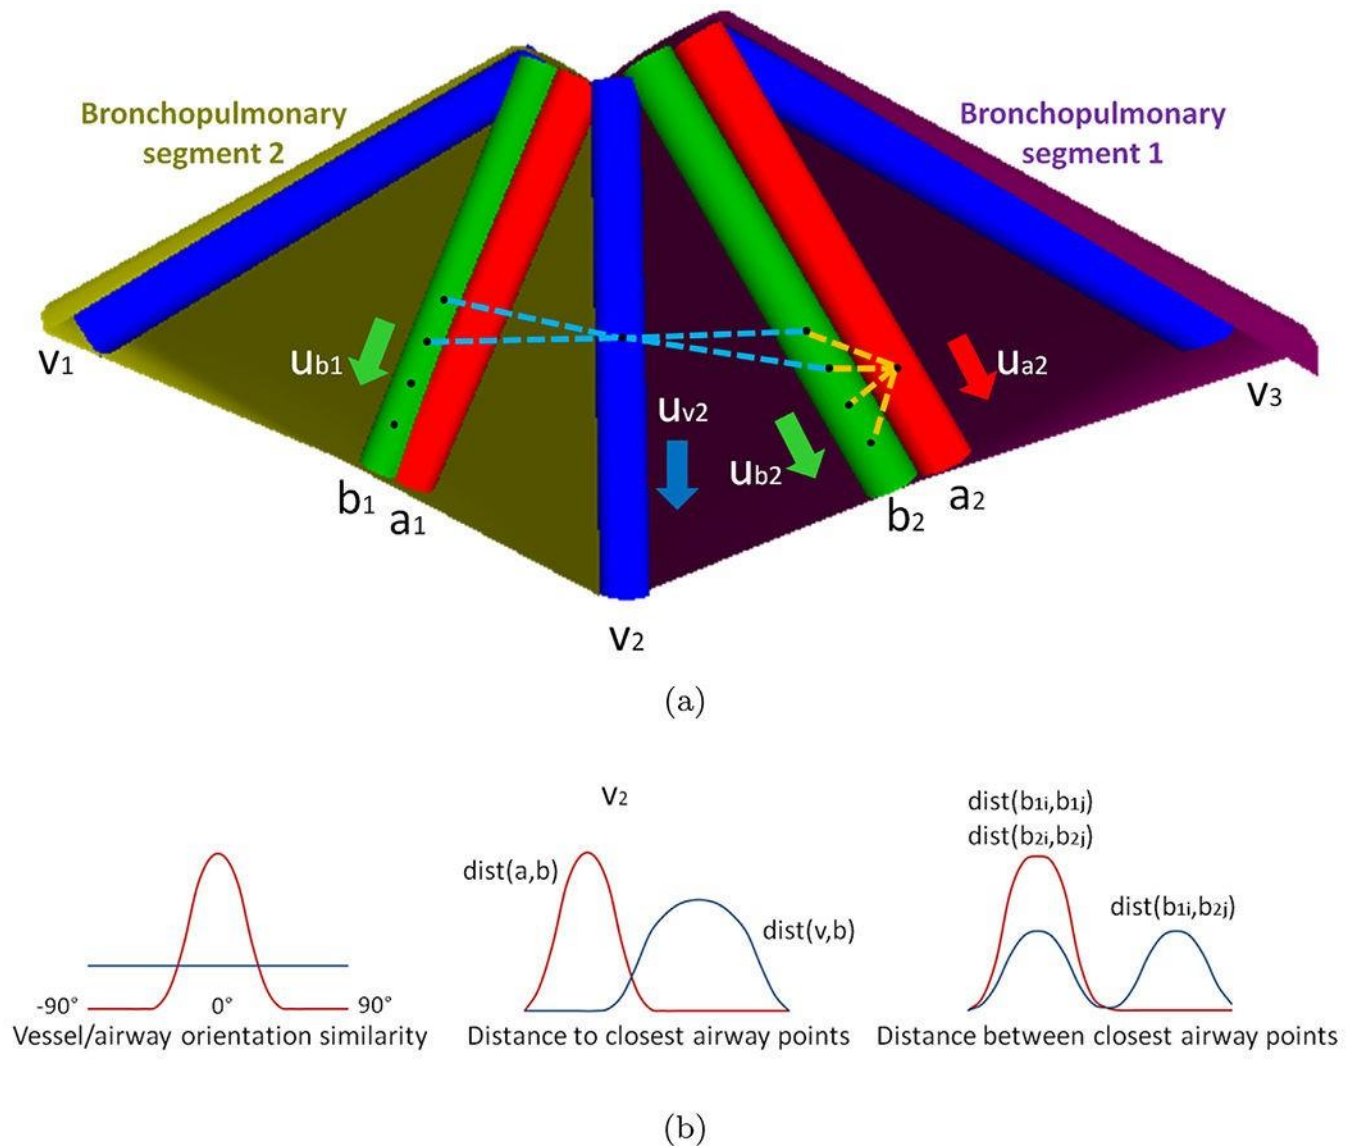 Bronchopulmonary
segment 2
Bronchopulmonary
segment 1
v1
ub1
ua2
v3
uv2
ub2
b1
a1
b2
a2
v2
(a)
v2
dist(a,b)
dist(v,b)
dist(b1i,b1j)
dist(b2i,b2j)
dist(b1i,b2j)
-90°
0°
90°
Vessel/airway orientation similarity
Distance to closest airway points
Distance between closest airway points
(b)